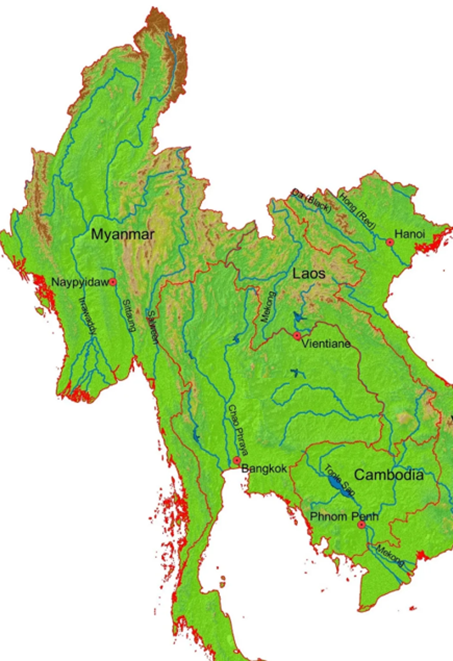 Da (Black)
Hong (Red)
Hanoi
Myanmar
Laos
Naypyidaw
Irrawaddy
Sittaung
Salween
Mekong
Vientiane
Chao Phraya
Bangkok
Tonle Sap
Cambodia
Phnom Penh
Mekong